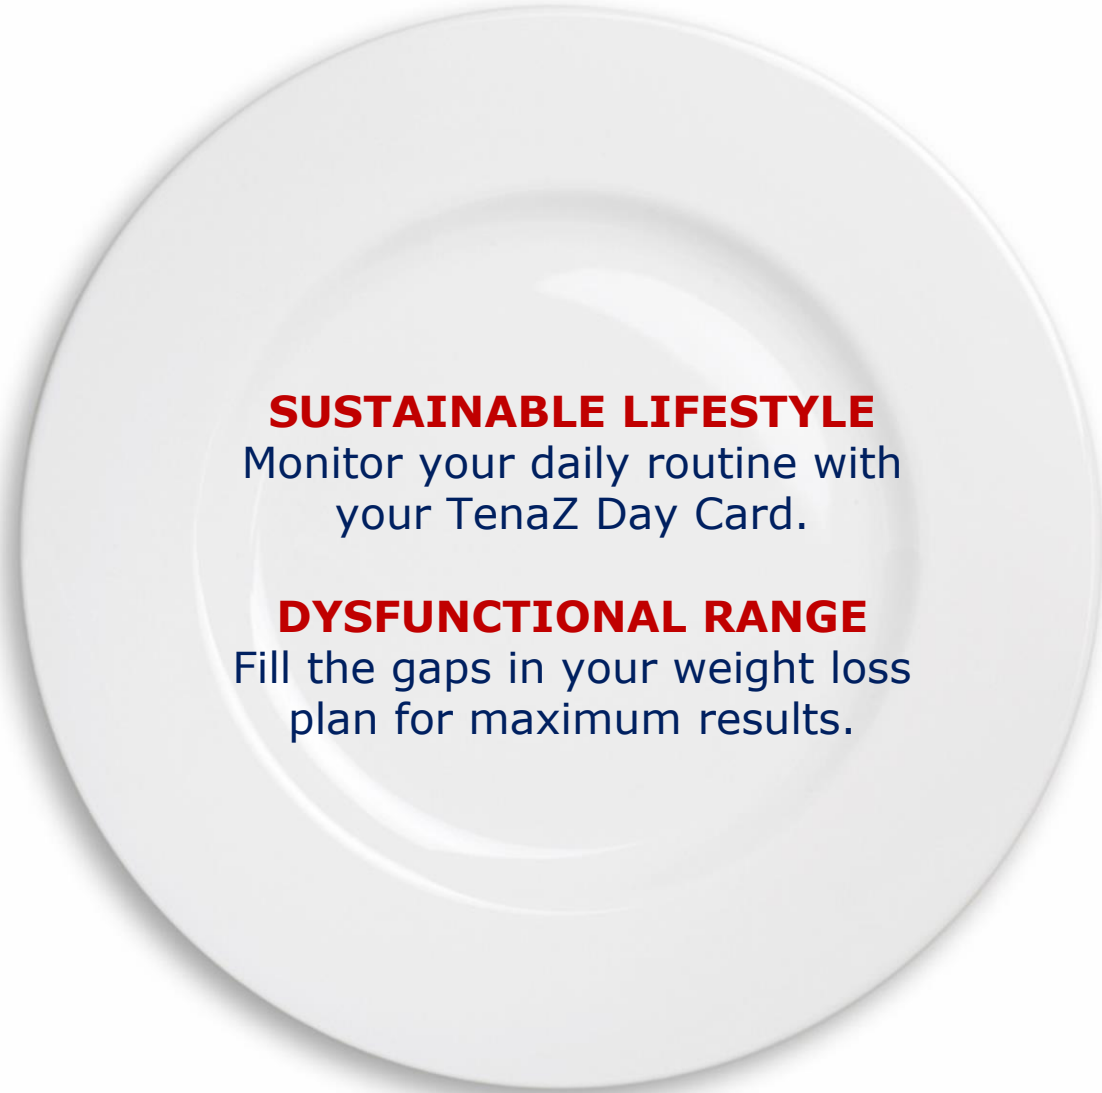 SUSTAINABLE LIFESTYLE
Monitor your daily routine with
your TenaZ Day Card.
DYSFUNCTIONAL RANGE
Fill the gaps in your weight loss
plan for maximum results.